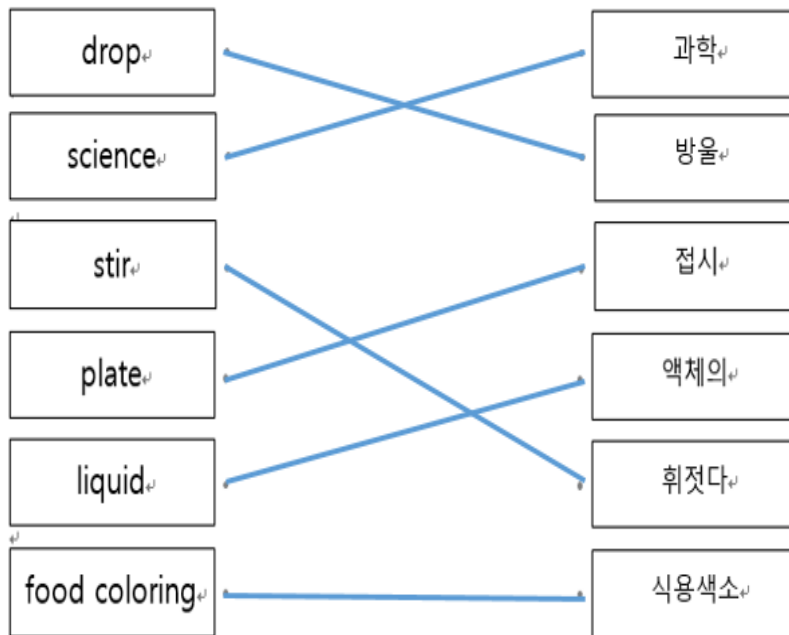 drop
과학
science
방울
stir
접시
plate
액체의
liquid
휘젓다
food coloring
식용색소